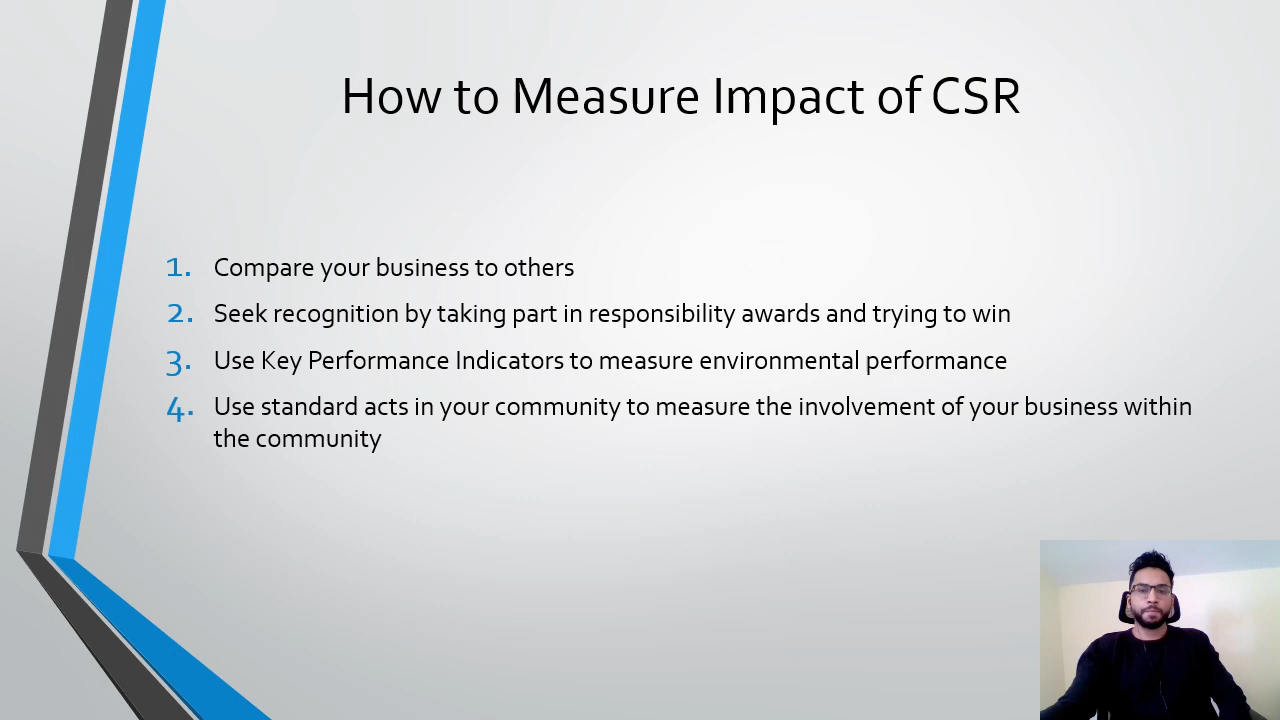 How to Measure Impact of CSR
1. Compare your business to others
2. Seek recognition by taking part in responsibility awards and trying to win
3. Use Key Performance Indicators to measure environmental performance
4. Use standard acts in your community to measure the involvement of your business within
the community